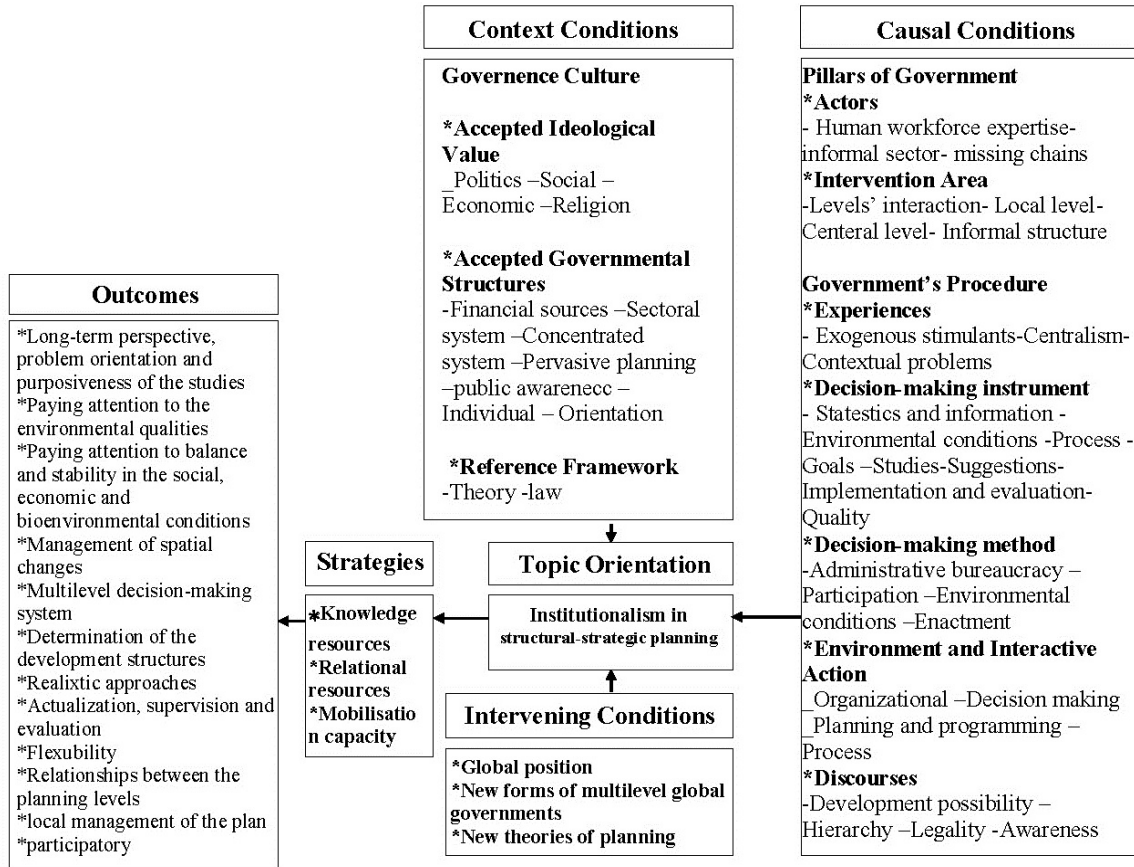 Context Conditions
Governence Culture
*Accepted Ideological
Value
_Politics –Social –
Economic –Religion
*Accepted Governmental
Structures
-Financial sources –Sectoral
system –Concentrated
system –Pervasive planning
–public awarenecc –
Individual – Orientation
*Reference Framework
-Theory -law
Causal Conditions
Pillars of Government
*Actors
- Human workforce expertise-
informal sector- missing chains
*Intervention Area
-Levels’ interaction- Local level-
Centeral level- Informal structure
Government’s Procedure
*Experiences
- Exogenous stimulants-Centralism-
Contextual problems
*Decision-making instrument
- Statestics and information -
Environmental conditions -Process -
Goals –Studies-Suggestions-
Implementation and evaluation-
Quality
*Decision-making method
-Administrative bureaucracy –
Participation –Environmental
conditions –Enactment
*Environment and Interactive
Action
_Organizational –Decision making
_Planning and programming –
Process
*Discourses
-Development possibility –
Hierarchy –Legality -Awareness
Topic Orientation
Institutionalism in
structural-strategic planning
Intervening Conditions
*Global position
*New forms of multilevel global
governments
*New theories of planning
Strategies
*Knowledge
resources
*Relational
resources
*Mobilisatio
n capacity
Outcomes
*Long-term perspective,
problem orientation and
purposiveness of the studies
*Paying attention to the
environmental qualities
*Paying attention to balance
and stability in the social,
economic and
bioenvironmental conditions
*Management of spatial
changes
*Multilevel decision-making
system
*Determination of the
development structures
*Realixtic approaches
*Actualization, supervision and
evaluation
*Flexubility
*Relationships between the
planning levels
*local management of the plan
*participatory